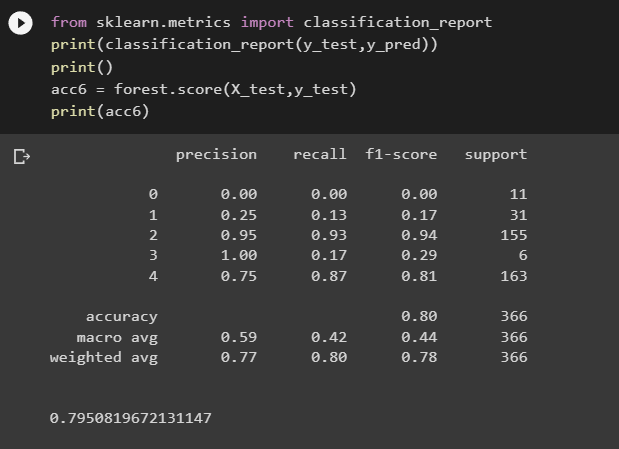 from sklearn.metrics import classification_report
print(classification_report(y_test,y_pred))
print()
acc6 = forest.score(X_test,y_test)
print(acc6)
precision recall f1-score support
0 0.00 0.00 0.00 11
1 0.25 0.13 0.17 31
2 0.95 0.93 0.94 155
3 1.00 0.17 0.29 6
4 0.75 0.87 0.81 163
accuracy 0.80 366
macro avg 0.59 0.42 0.44 366
weighted avg 0.77 0.80 0.78 366
0.7950819672131147